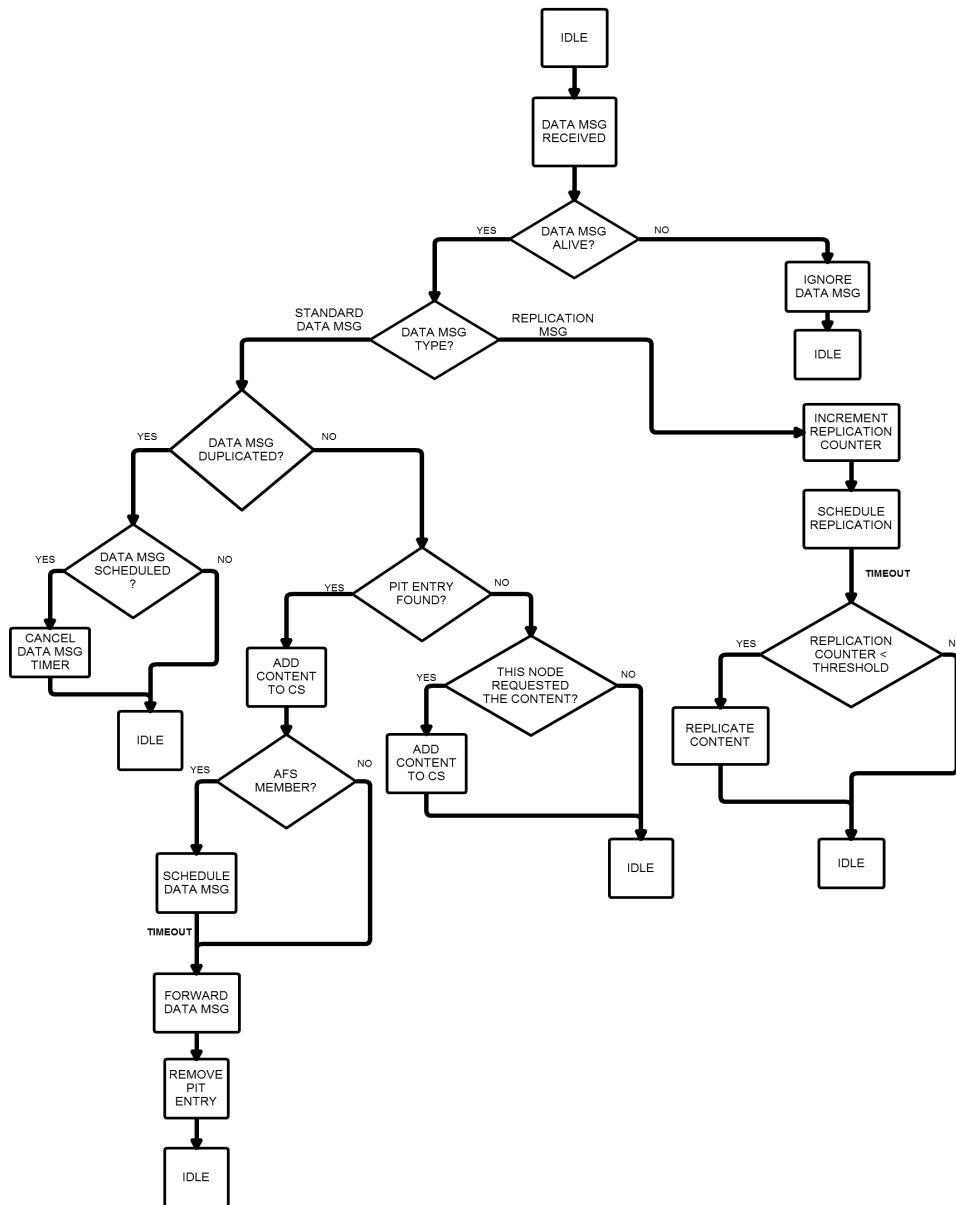 IDLE
DATA MSG
RECEIVED
DATA MSG
ALIVE?
YES
NO
IGNORE
DATA MSG
IDLE
DATA MSG
TYPE?
STANDARD
DATA MSG
REPLICATION
MSG
INCREMENT
REPLICATION
COUNTER
SCHEDULE
REPLICATION
TIMEOUT
REPLICATION
COUNTER <
THRESHOLD
YES
REPLICATE
CONTENT
IDLE
DATA MSG
DUPLICATED?
YES
NO
DATA MSG
SCHEDULED
?
YES
NO
CANCEL
DATA MSG
TIMER
IDLE
PIT ENTRY
FOUND?
YES
NO
ADD
CONTENT
TO CS
THIS NODE
REQUESTED
THE CONTENT?
YES
NO
ADD
CONTENT
TO CS
IDLE
AFS
MEMBER?
YES
NO
SCHEDULE
DATA MSG
TIMEOUT
FORWARD
DATA MSG
REMOVE
PIT
ENTRY
IDLE